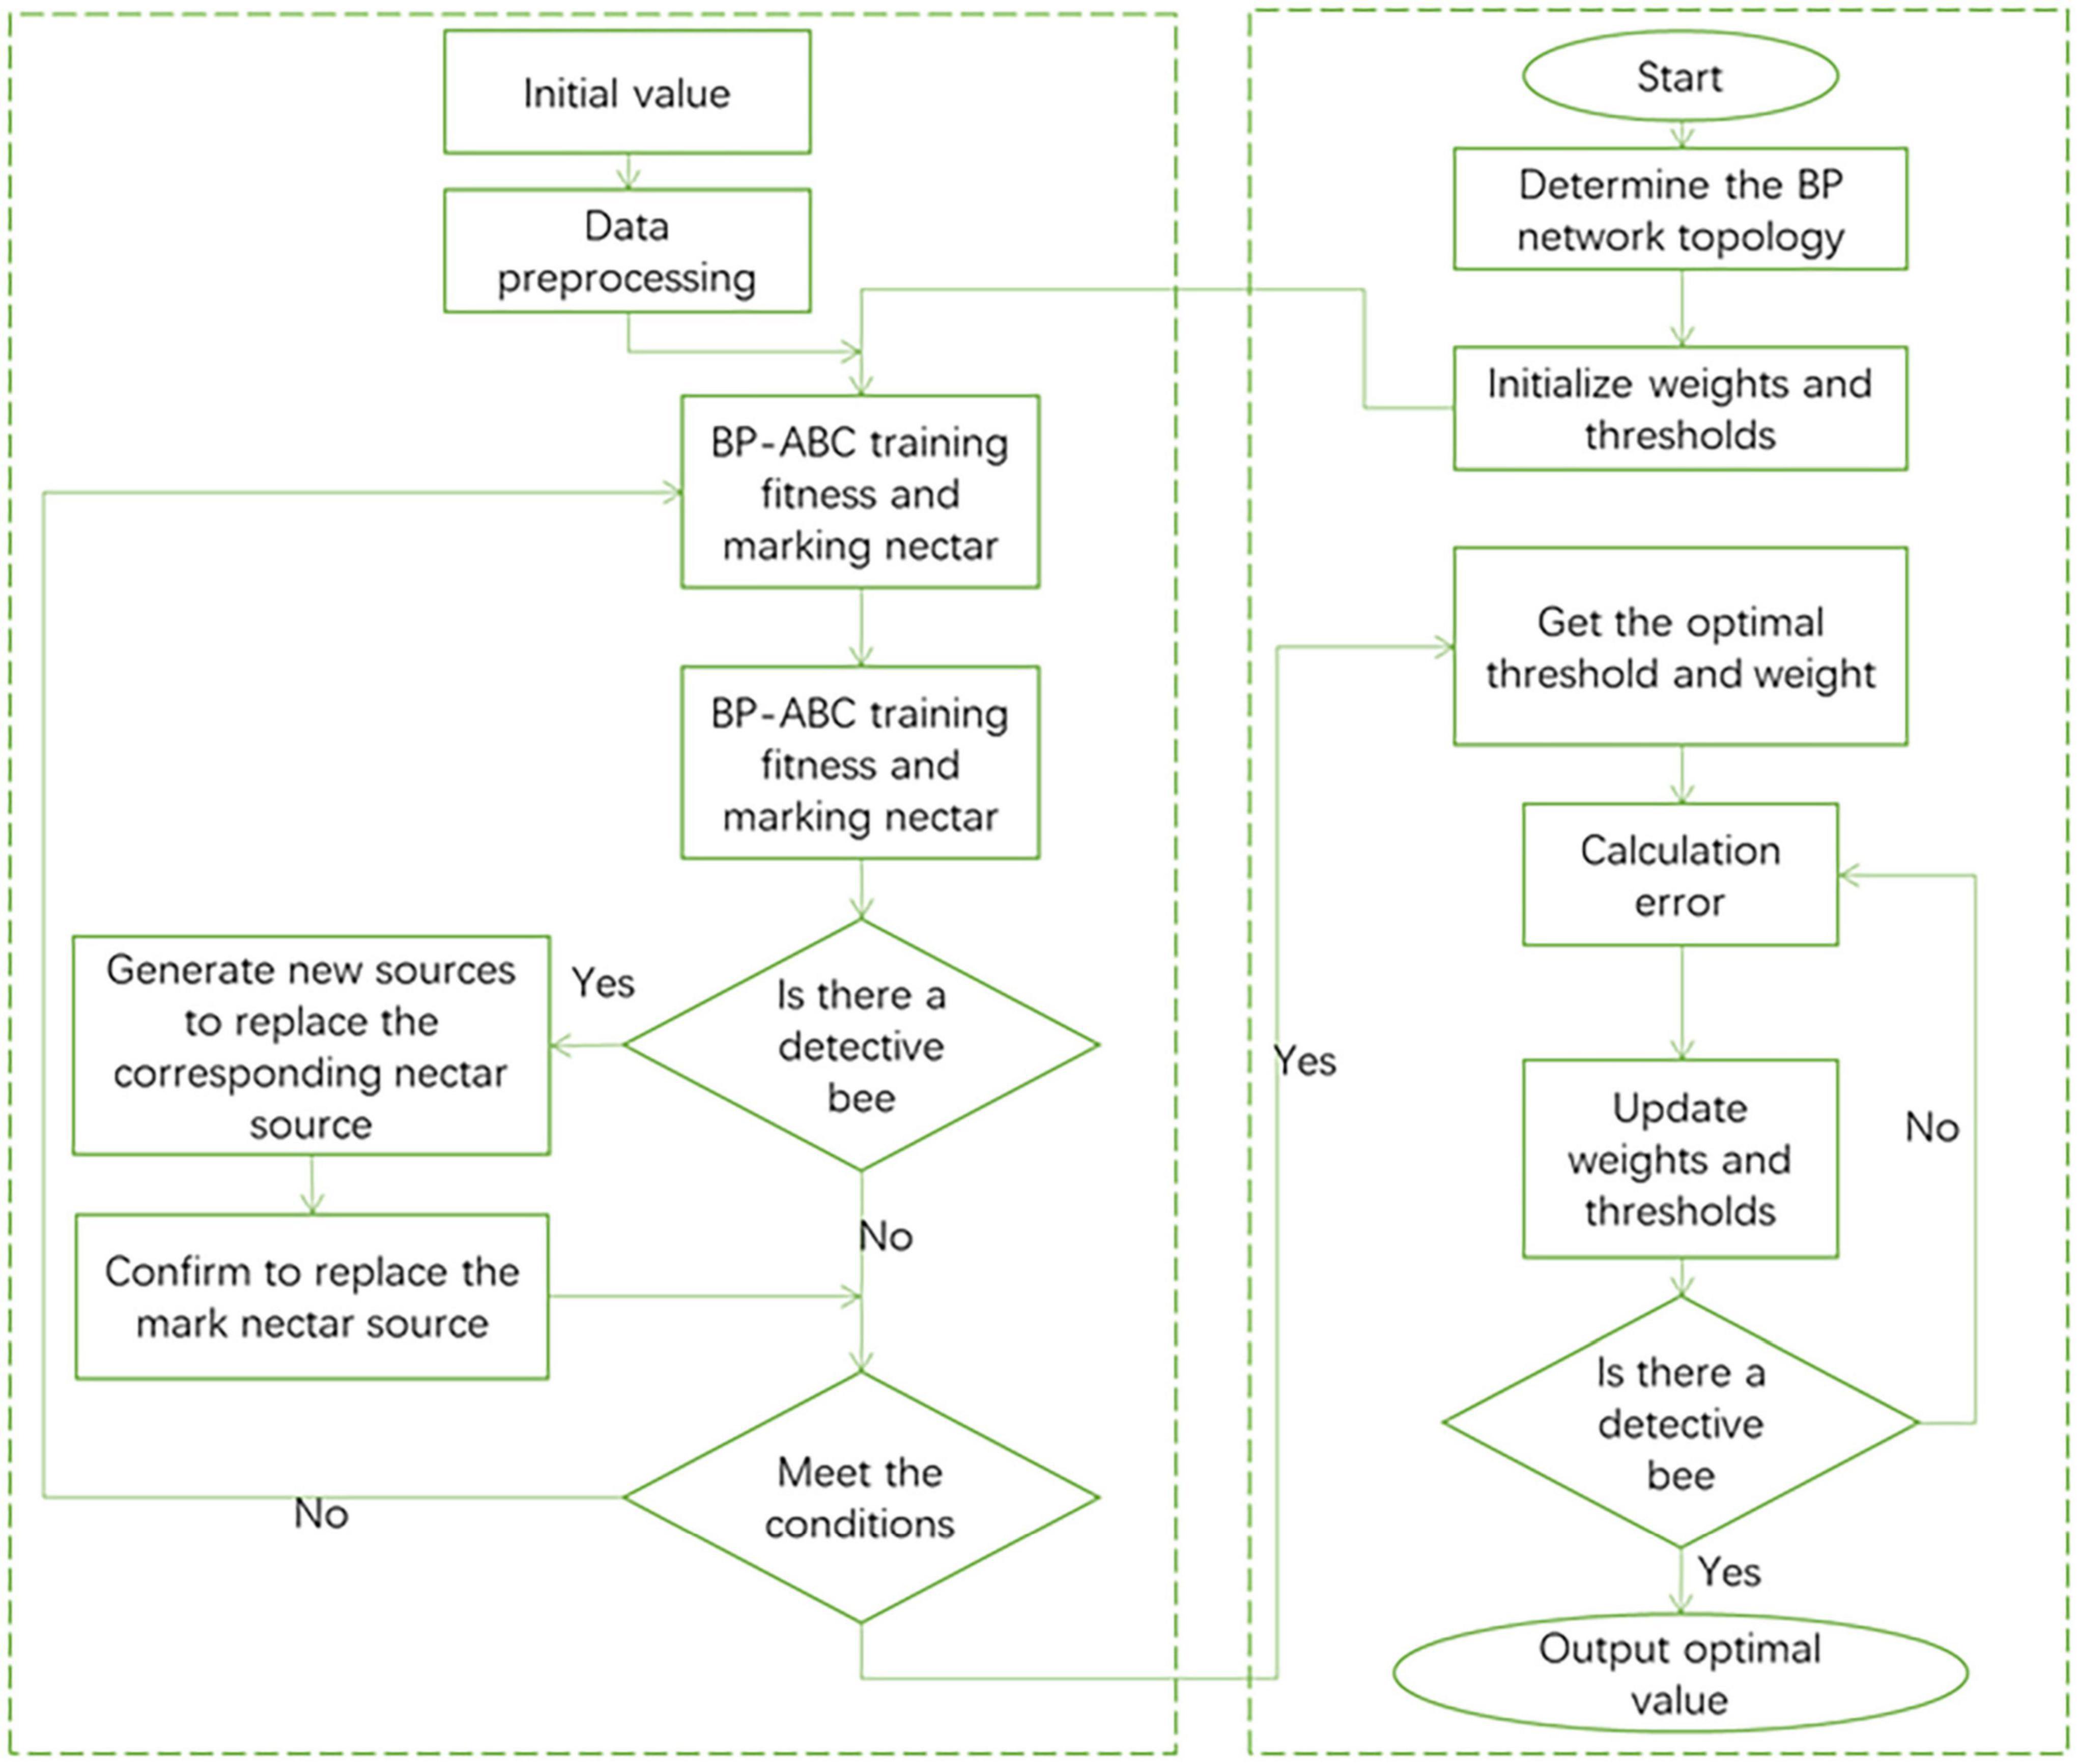 Initial value
Data
preprocessing
BP-ABC training
fitness and
marking nectar
BP-ABC training
fitness and
marking nectar
Is there a
detective
bee
Yes
Generate new sources
to replace the
corresponding nectar
source
No
Confirm to replace the
mark nectar source
Meet the
conditions
No
Yes
Start
Determine the BP
network topology
Initialize weights and
thresholds
Get the optimal
threshold and weight
Calculation
error
Update
weights and
thresholds
No
Is there a
detective
bee
Yes
Output optimal
value